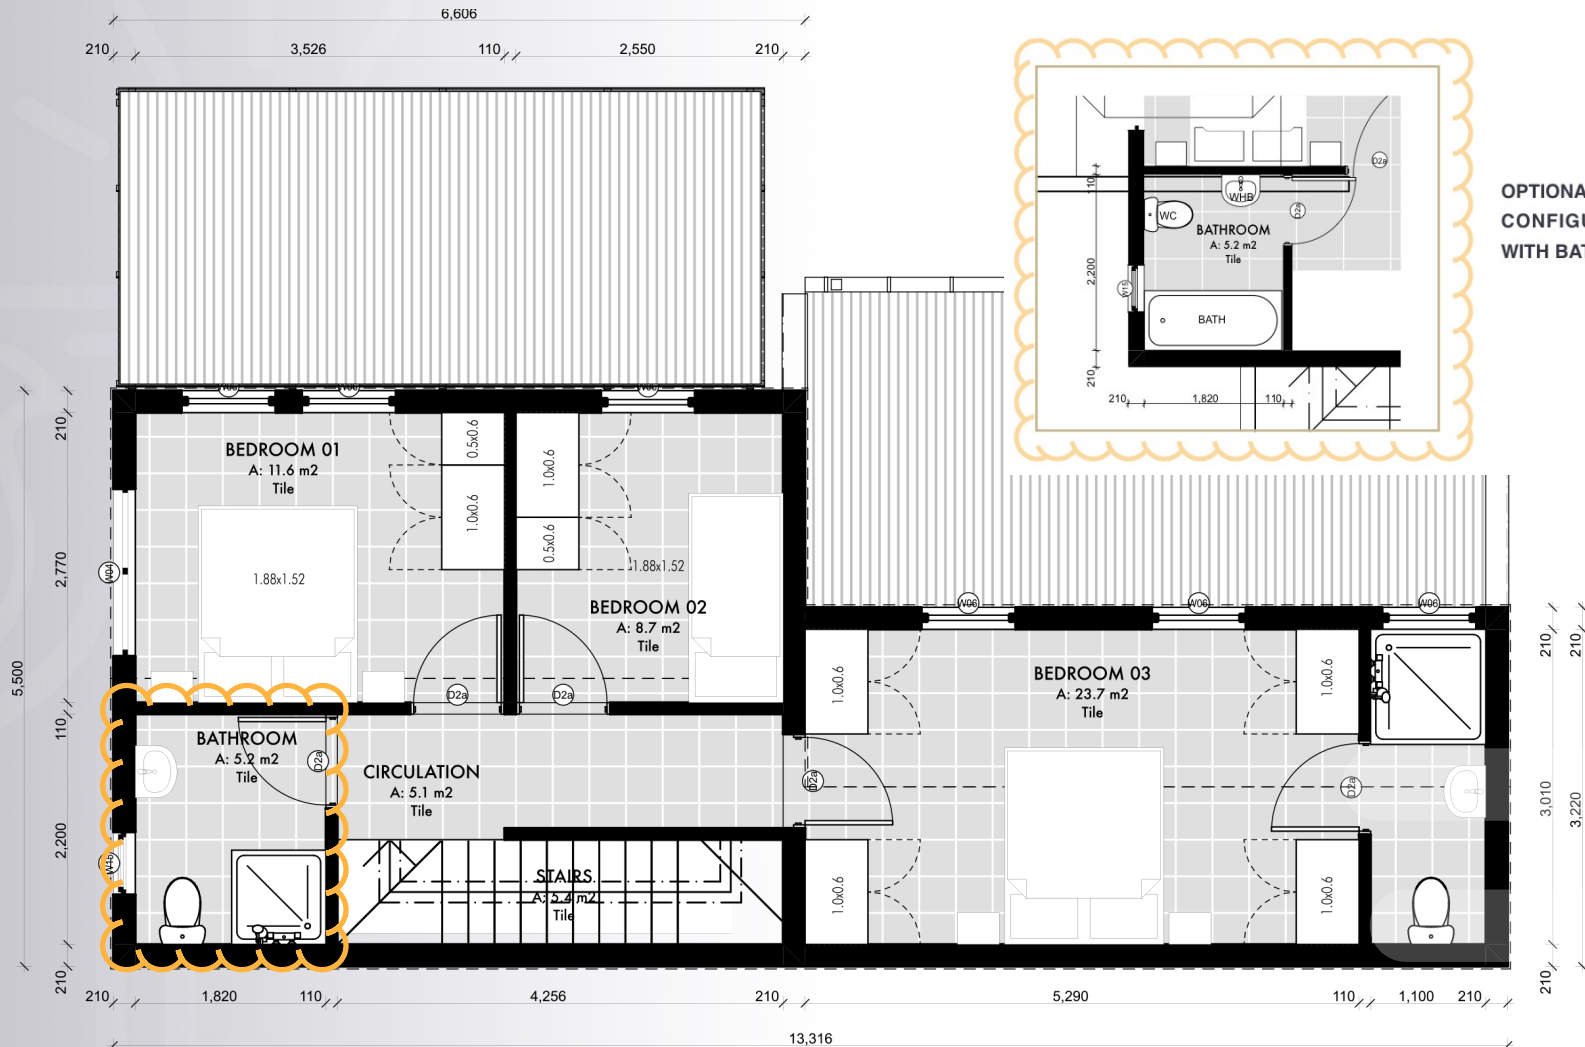 6,606
210
3,526
110
2,550
210
OPTIONA
CONFIGU
WITH BAT
D2a
110
WHB
WC
D2a
BATHROOM
A: 5.2 m2
Tile
2,200
W15
BATH
210
210
1,820
110
210
BEDROOM 01
A: 11.6 m2
Tile
0.5x0.6
1.0x0.6
1.0x0.6
0.5x0.6
1.88x1.52
1.88x1.52
W04
2,770
BEDROOM 02
A: 8.7 m2
Tile
W06
W06
W06
5,500
210
210
BEDROOM 03
A: 23.7 m2
Tile
1.0x0.6
1.0x0.6
D2a
D2a
110
BATHROOM
A: 5.2 m2
Tile
D2a
CIRCULATION
A: 5.1 m2
Tile
D2a
D2a
3,010
3,220
2,200
STAIRS
A: 5.4 m2
Tile
1.0x0.6
1.0x0.6
210
210
210
1,820
110
4,256
210
5,290
110
1,100
210
13,316